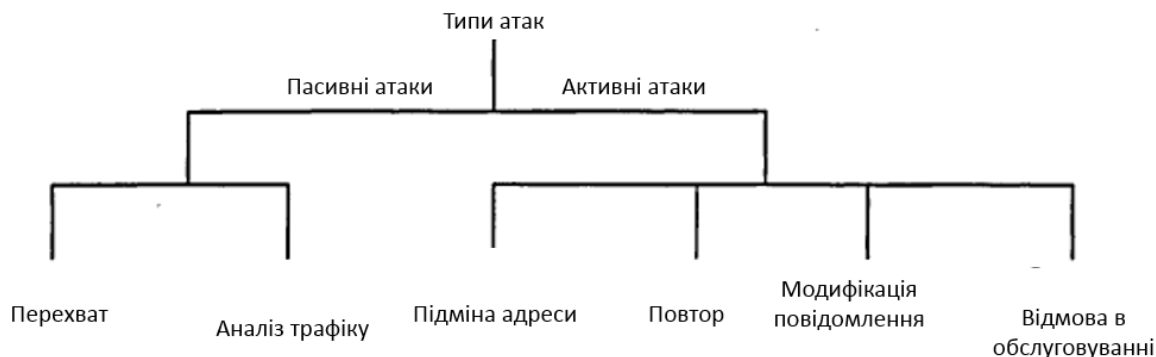 Типи атак
Пасивні атаки
Активні атаки
Перехват
Аналіз трафіку
Підміна адреси
Повтор
Модифікація
повідомлення
Відмова в
обслуговуванні